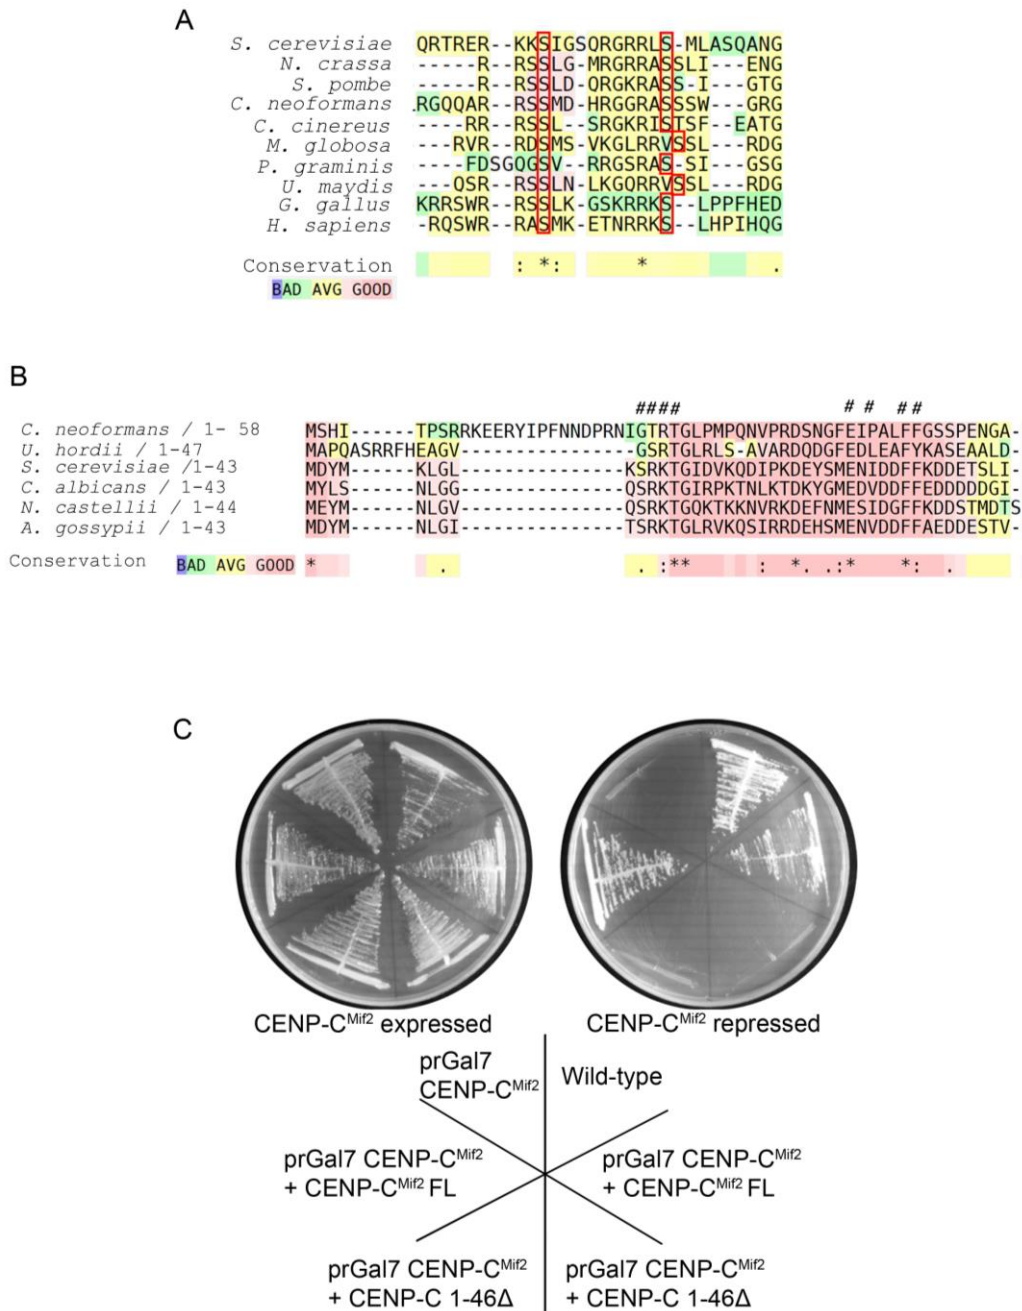 A
S. cerevisiae QRTRER--KKSIGSQRGRRLS-MLASQANG
N. crassa -----R--RSSLG-MRGRRASSLI---ENG
S. pombe -----R--RSSLD-QRGKRASS-I---GTG
C. neoformans RGQQAR--RSSMD-HRGGRASSSW---GRG
C. cinereus ----RR--RSSL--SRGKRISISF--EATG
M. globosa ---RVR--RDSMS-VKGLRRVSSL---RDG
P. graminis ----FDSGQGSV--RRGSRAS-SI---GSG
U. maydis ---QSR--RSSLN-LKGQRRVSSL---RDG
G. gallus KRRSWR--RSSLK-GSKRRKS--LPPFHED
H. sapiens -RQSWR--RASMK-ETNRRKS--LHPIHQG
Conservation : *: * .
BAD AVG GOOD
B
#### # # ##
C. neoformans / 1- 58 MSHI------TPSRRKEERYIPFNNDPRNIGTRTGLPMPQNVPRDSNGFEIPALFFGSSPENGA-
U. hordii / 1-47 MAPQASRRFHEAGV------------GSRTGLRLS-AVARDQDGFEDLEAFYKASEAALD-
S. cerevisiae /1-43 MDYM------KLGL-----------KSRKTGIDVKQDIPKDEYSMENIDDFFKDDETSLI-
C. albicans / 1-43 MYLS------NLGG-----------QSRKTGIRPKTNLKTDKYGMEDVDDFFEDDDDDGI-
N. castellii / 1-44 MEYM------NLGV-----------QSRKTGQKTKKNVRKDEFNMESIDGFFKDDSTMDTS
A. gossypii / 1-43 MDYM------NLGI-----------TSRKTGLRVKQSIRRDEHSMENVDDFFAEDDESTV-
Conservation BAD AVG GOOD * . . :** : *. .:* *: .
C
CENP-C^Mif2 expressed CENP-C^Mif2 repressed
prGal7
CENP-C^Mif2 Wild-type
prGal7 CENP-C^Mif2 prGal7 CENP-C^Mif2
+ CENP-C^Mif2 FL + CENP-C^Mif2 FL
prGal7 CENP-C^Mif2 prGal7 CENP-C^Mif2
+ CENP-C 1-46Δ + CENP-C 1-46Δ